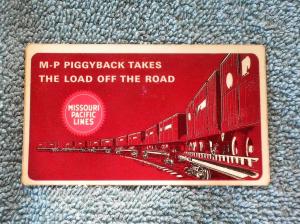 M-P PIGGYBACK TAKES
THE LOAD OFF THE ROAD
MISSOURI
PACIFIC
LINES